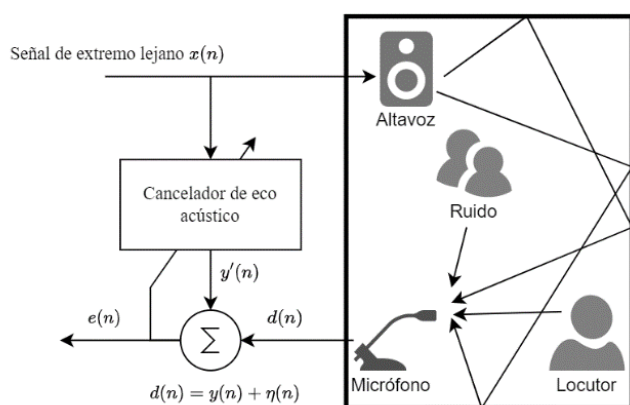 Señal de extremo lejano x(n)
Altavoz
Cancelador de eco
acústico
Ruido
y′(n)
e(n)
d(n)
Σ
d(n) = y(n) + η(n)
Micrófono
Locutor